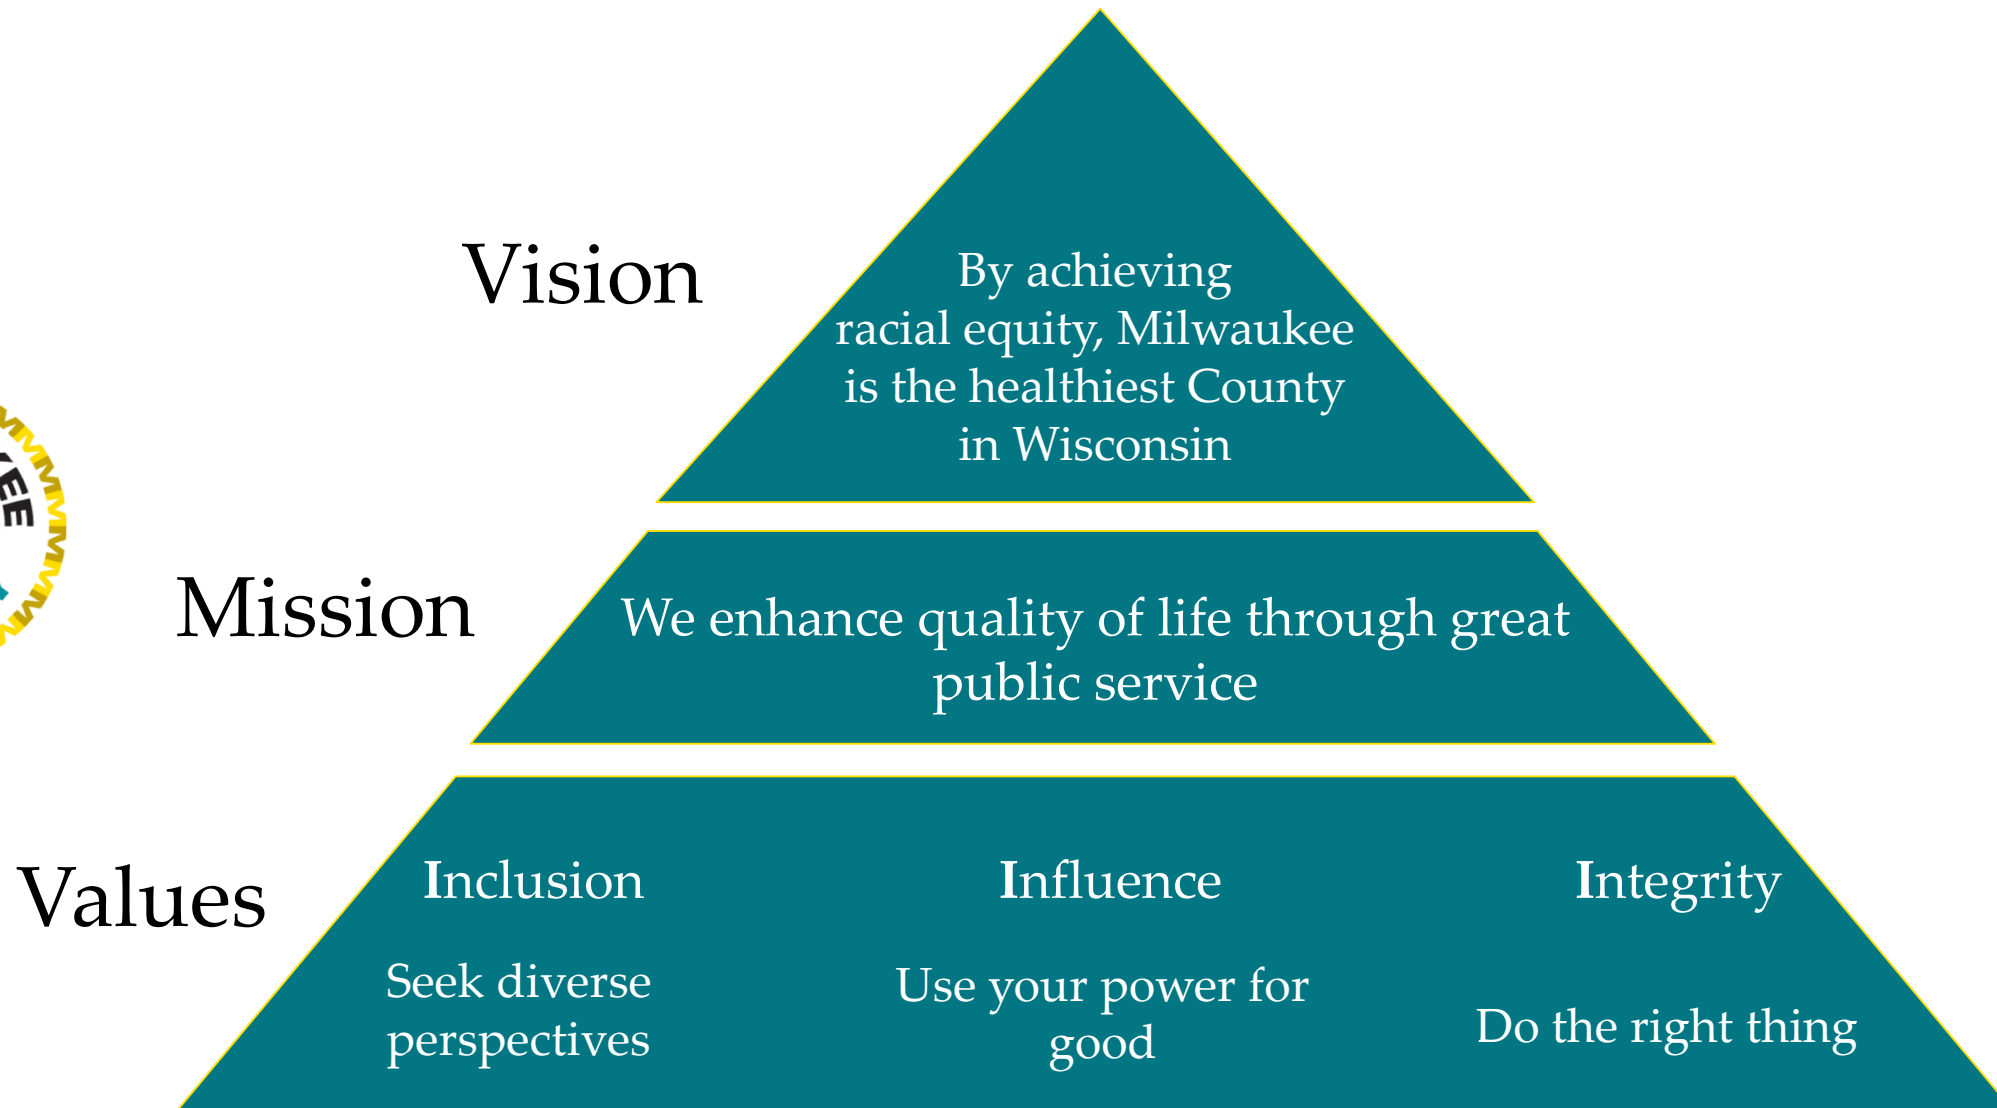 Vision
By achieving
racial equity, Milwaukee
is the healthiest County
in Wisconsin
Mission
We enhance quality of life through great
public service
Values
Inclusion
Influence
Integrity
Seek diverse
perspectives
Use your power for
good
Do the right thing